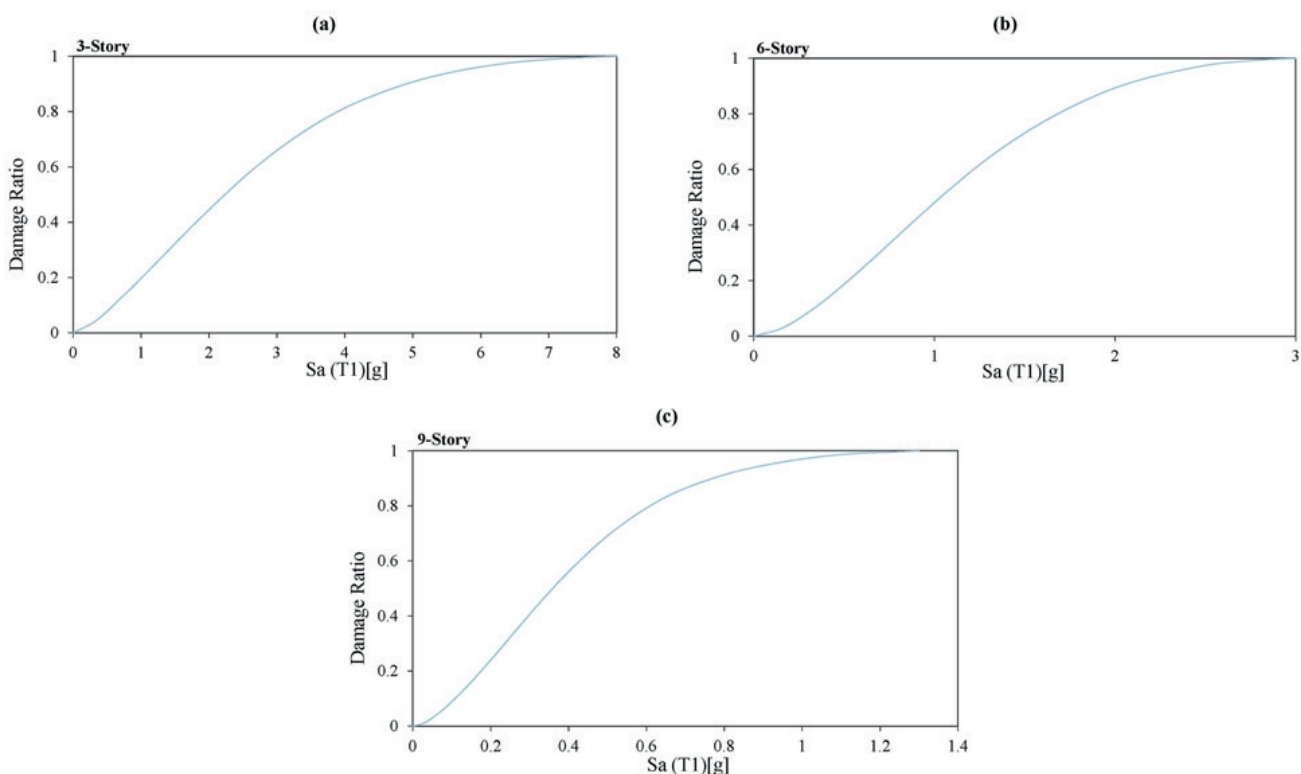 (a)
3-Story
1
0.8
0.6
0.4
0.2
0
Damage Ratio
0 1 2 3 4 5 6 7 8
Sa (T1)[g]
(b)
6-Story
1
0.8
0.6
0.4
0.2
0
Damage Ratio
0 1 2 3
Sa (T1)[g]
(c)
9-Story
1
0.8
0.6
0.4
0.2
0
Damage Ratio
0 0.2 0.4 0.6 0.8 1 1.2 1.4
Sa (T1)[g]